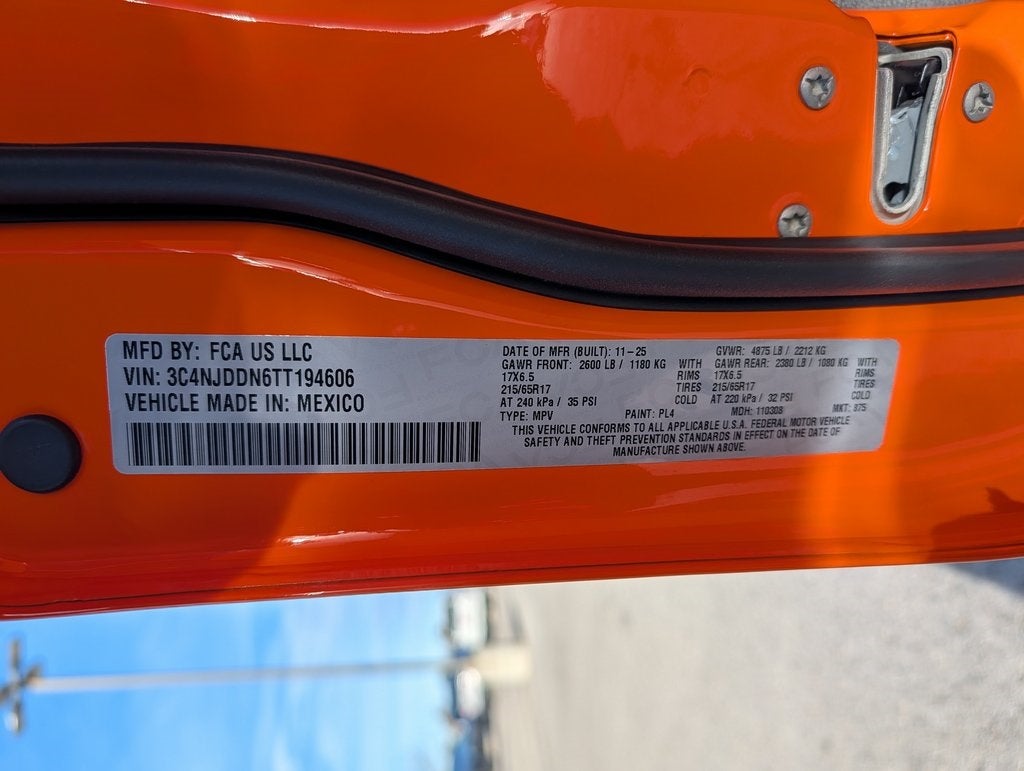 MFD BY: FCA US LLC
VIN: 3C4NJDDN6TT194606
VEHICLE MADE IN: MEXICO
DATE OF MFR (BUILT): 11-25 GVWR: 4875 LB / 2212 KG
GAWR FRONT: 2600 LB / 1180 KG WITH GAWR REAR: 2380 LB / 1080 KG WITH
17X6.5 RIMS 17X6.5 RIMS
215/65R17 TIRES 215/65R17 TIRES
AT 240 kPa / 35 PSI COLD AT 220 kPa / 32 PSI COLD
TYPE: MPV PAINT: PL4 MDH: 110308 MKT: 875
THIS VEHICLE CONFORMS TO ALL APPLICABLE U.S.A. FEDERAL MOTOR VEHICLE
SAFETY AND THEFT PREVENTION STANDARDS IN EFFECT ON THE DATE OF
MANUFACTURE SHOWN ABOVE.